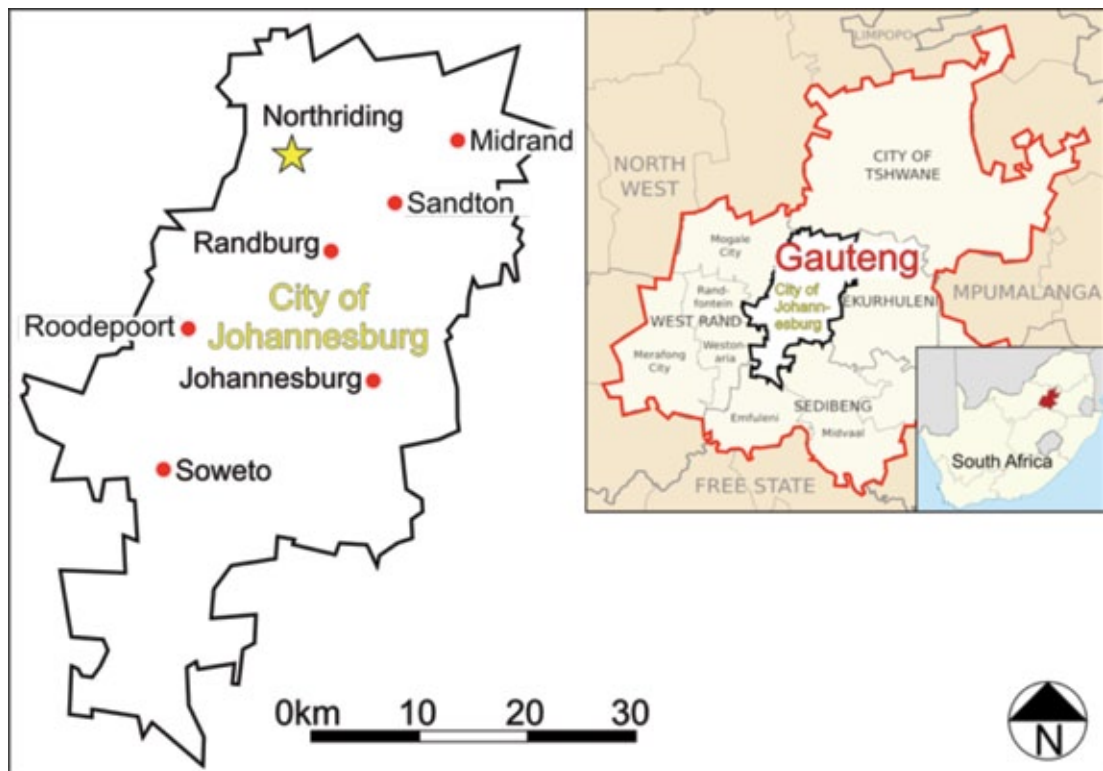 Northriding
Midrand
Sandton
Randburg
City of
Johannesburg
Roodepoort
Johannesburg
Soweto
0km 10 20 30
LIMPOPO
NORTH
WEST
CITY OF
TSHWANE
Mogale
City
Gauteng
Rand-
fontein
City of
Johann-
esburg
EKURHULENI
MPUMALANGA
WEST RAND
Weston-
aria
Merafong
City
SEDIBENG
Emfuleni
Midvaal
FREE STATE
South Africa
N